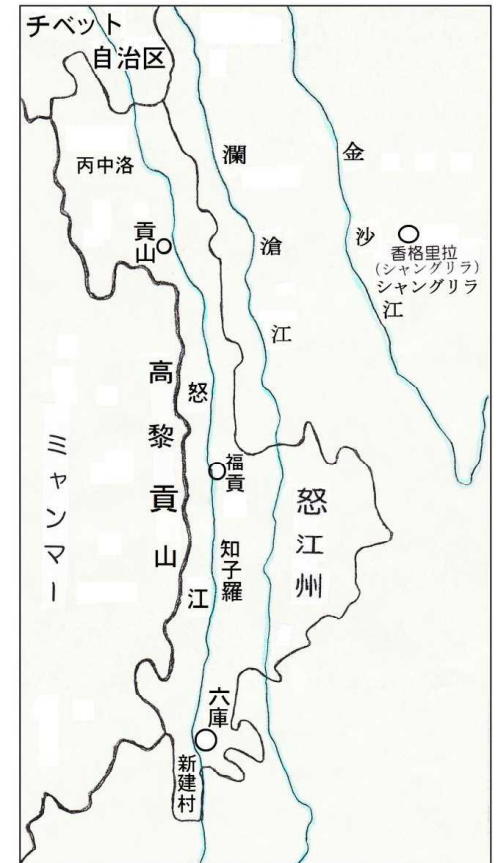 チベット
自治区
丙中洛
貢山
瀾滄江
金沙江
香格里拉
(シャングリラ)
シャングリラ
高黎貢山
怒江
ミャンマー
福貢
知子羅
怒江州
六庫
新建村